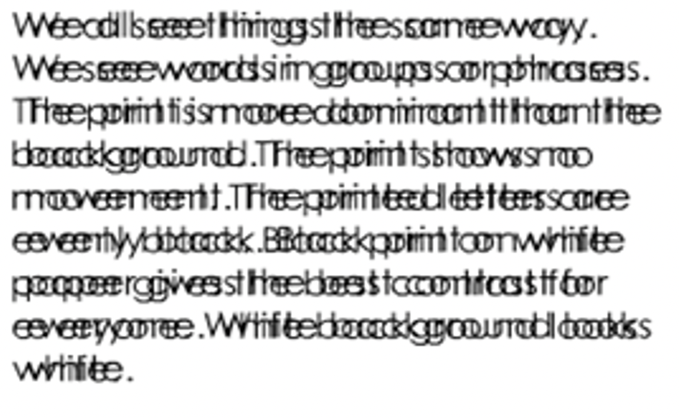 We all see things the same way.
We see words in groups or phrases.
The print is more dominant than the
background. The print shows no
movement. The printed letters are
evenly black. Black print on white
paper gives the best contrast for
everyone. White background looks
white.